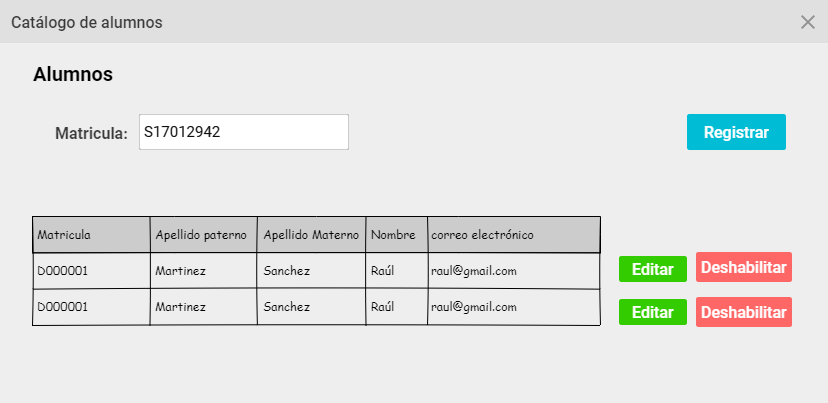 Catálogo de alumnos
Alumnos
Matricula: S17012942 Registrar
Matricula Apellido paterno Apellido Materno Nombre correo electrónico
D000001 Martinez Sanchez Raúl raul@gmail.com Editar Deshabilitar
D000001 Martinez Sanchez Raúl raul@gmail.com Editar Deshabilitar